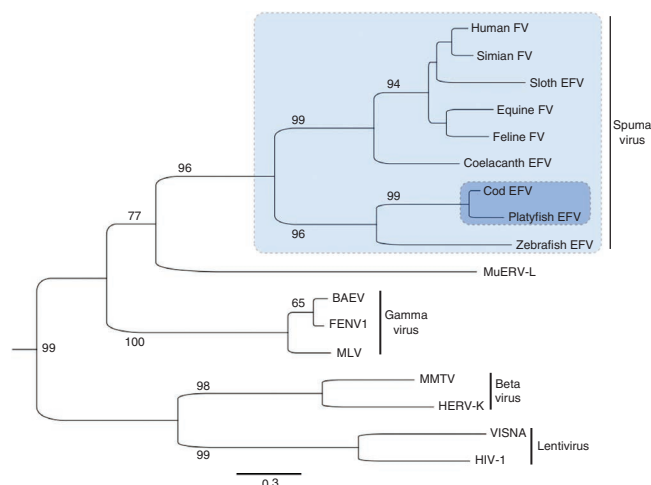 Human FV
Simian FV
Sloth EFV
94
Equine FV
99
Feline FV
Spuma
virus
Coelacanth EFV
96
99
Cod EFV
Platyfish EFV
77
96
Zebrafish EFV
MuERV-L
65
BAEV
FENV1
Gamma
virus
99
100
MLV
98
MMTV
Beta
virus
HERV-K
VISNA
Lentivirus
99
HIV-1
0.3